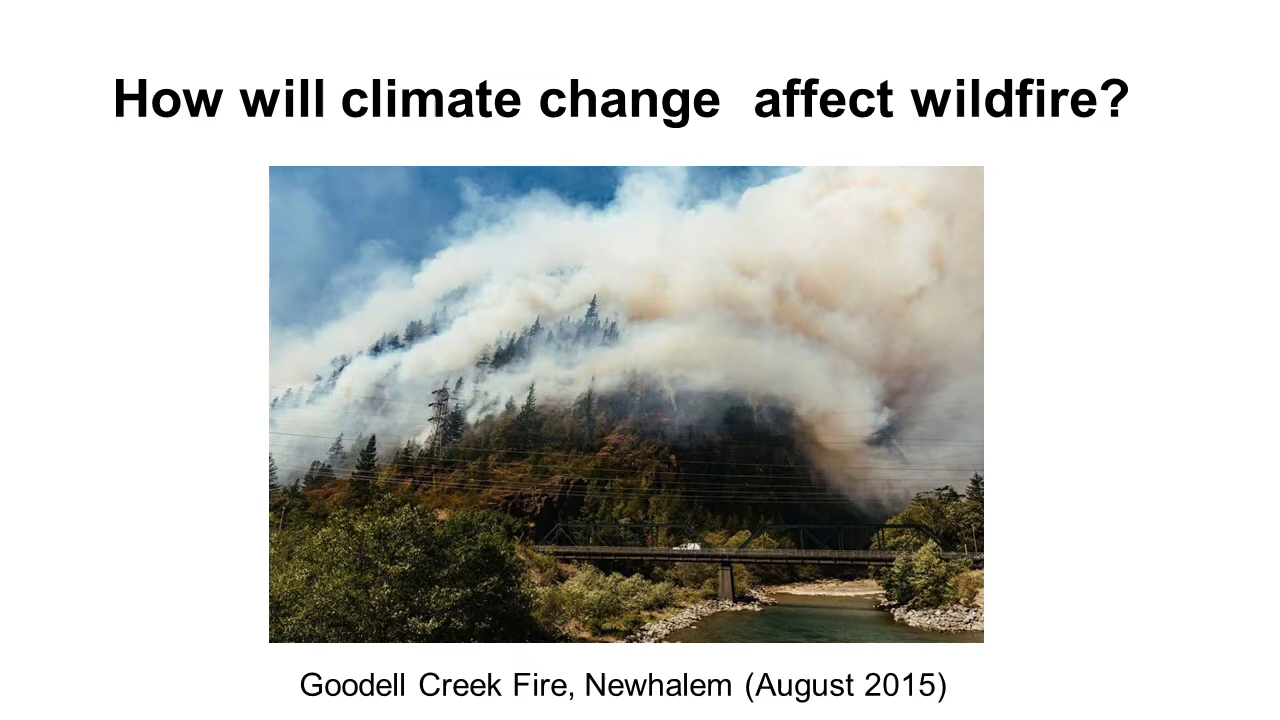 How will climate change  affect wildfire?
Goodell Creek Fire, Newhalem (August 2015)